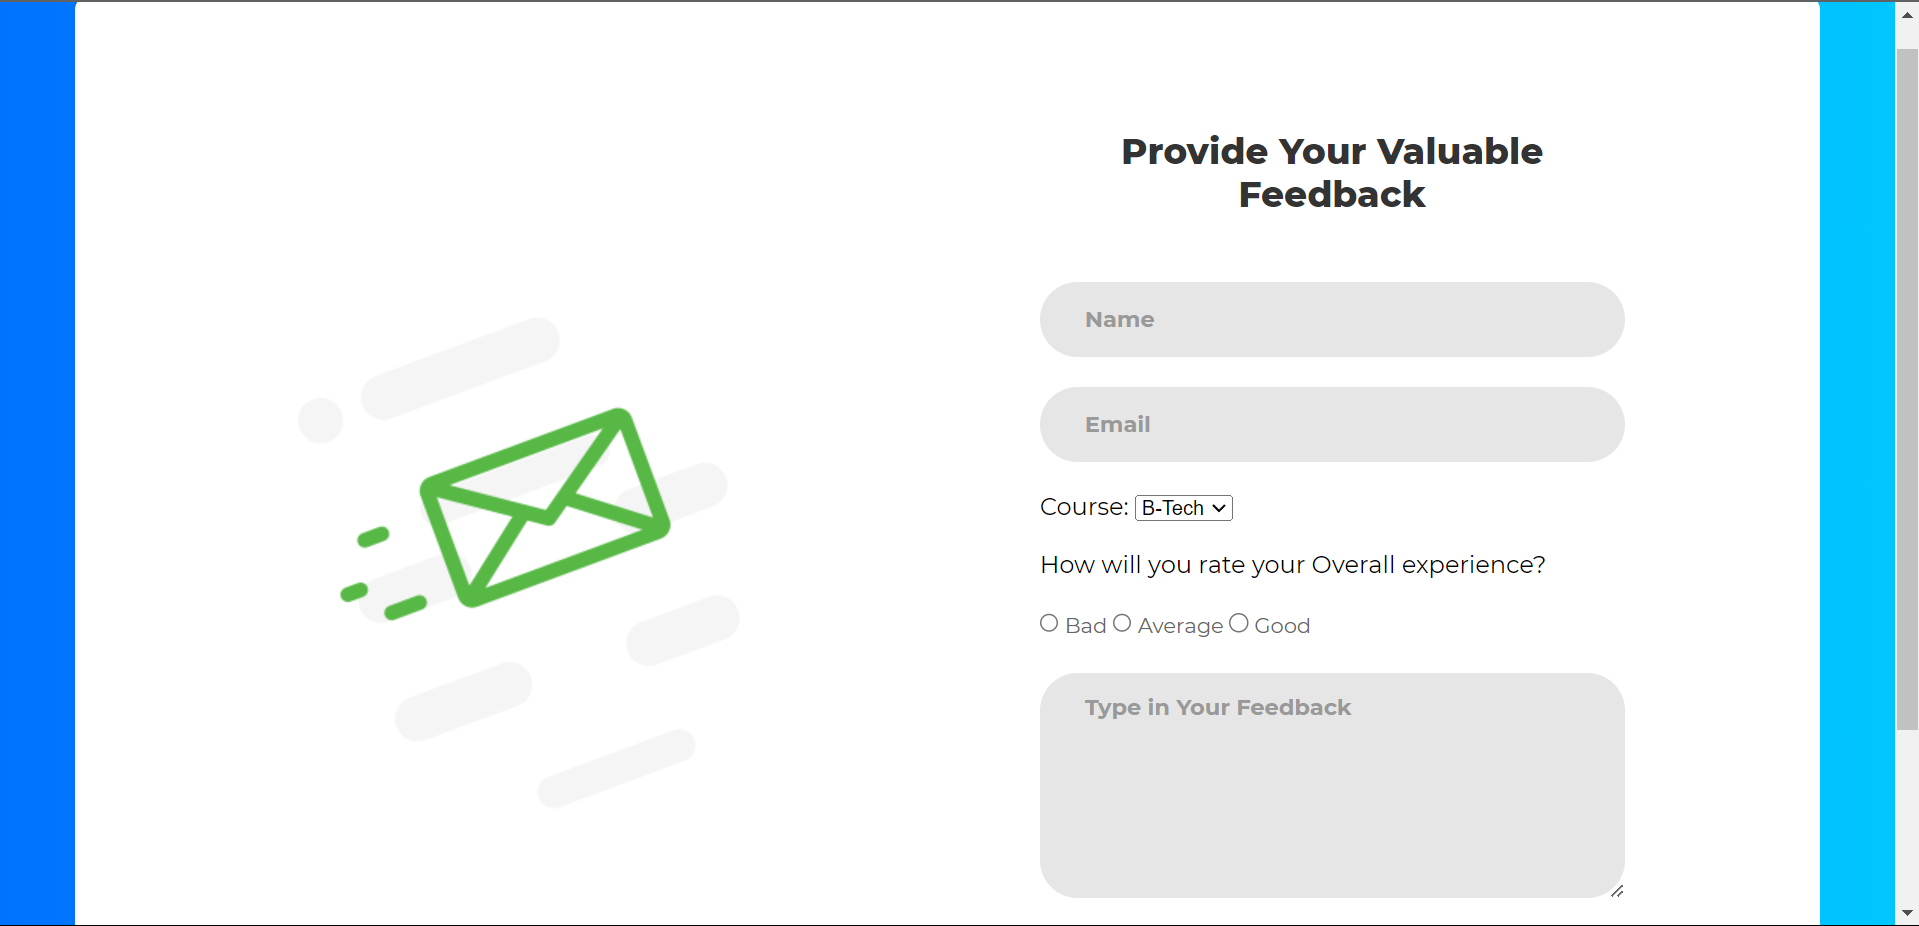 Provide Your Valuable
Feedback
Name
Email
Course: B-Tech
How will you rate your Overall experience?
Bad Average Good
Type in Your Feedback